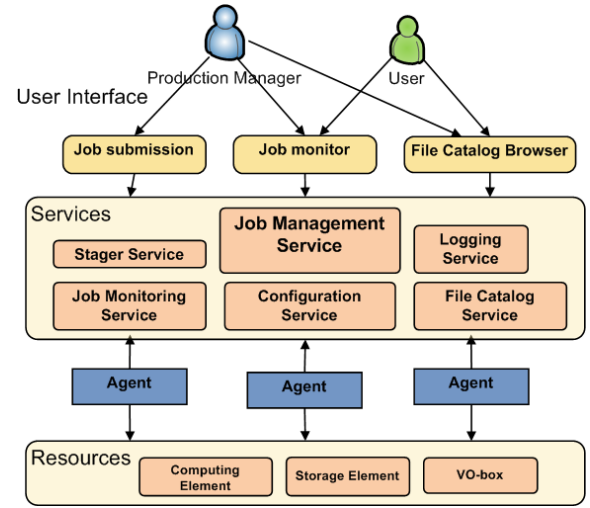 Production Manager
User
User Interface
Job submission
Job monitor
File Catalog Browser
Services
Job Management
Service
Logging
Service
Stager Service
Job Monitoring
Service
Configuration
Service
File Catalog
Service
Agent
Agent
Agent
Resources
Computing
Element
Storage Element
VO-box